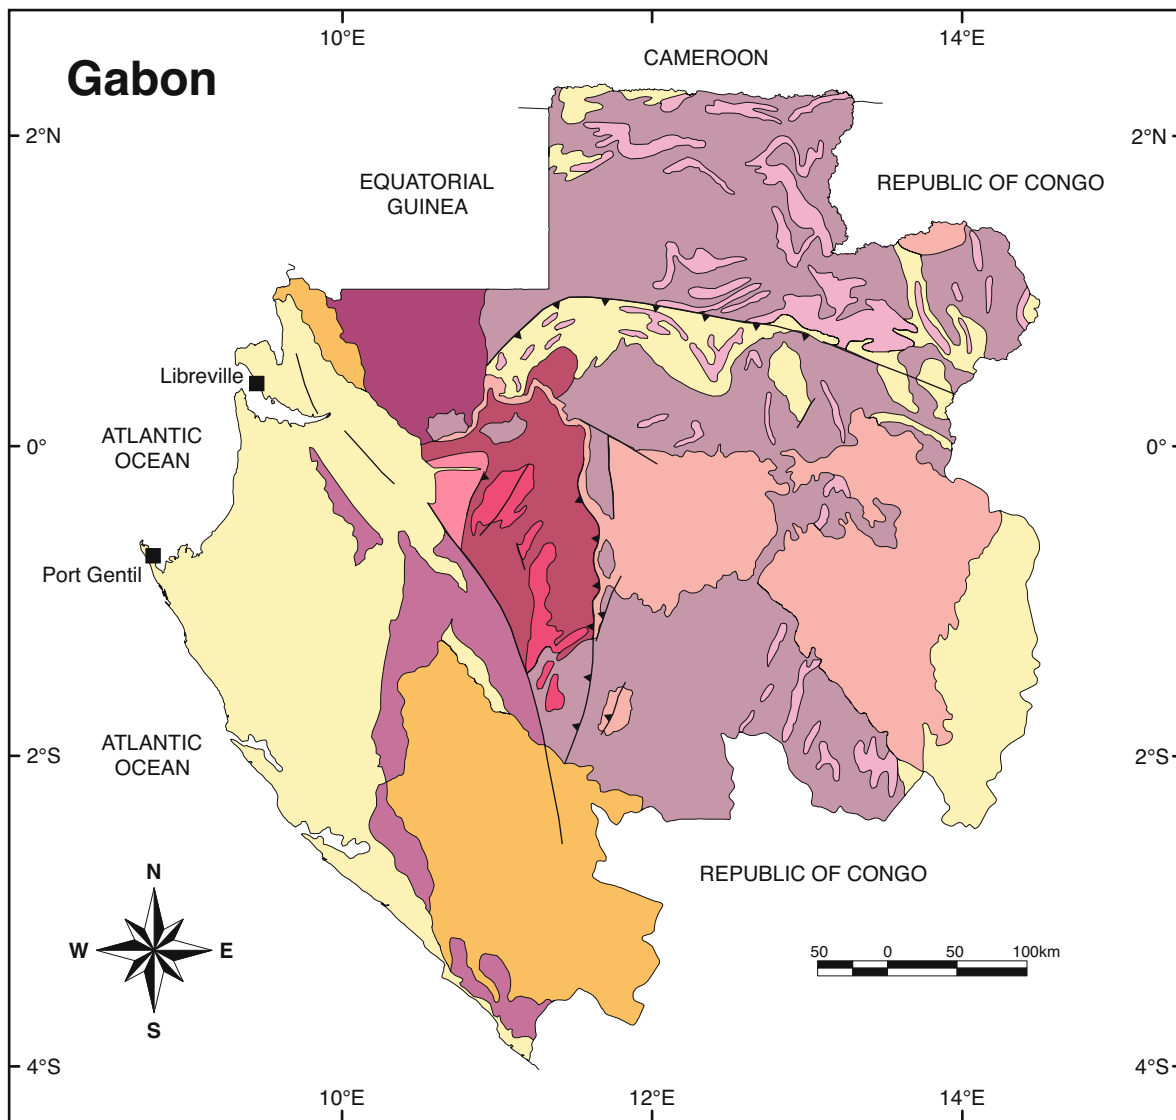 10°E
14°E
CAMEROON
Gabon
2°N
2°N
EQUATORIAL
GUINEA
REPUBLIC OF CONGO
Libreville
ATLANTIC
OCEAN
0°
0°
Port Gentil
ATLANTIC
OCEAN
2°S
2°S
REPUBLIC OF CONGO
N
W
E
S
50
0
50
100km
4°S
4°S
10°E
12°E
14°E